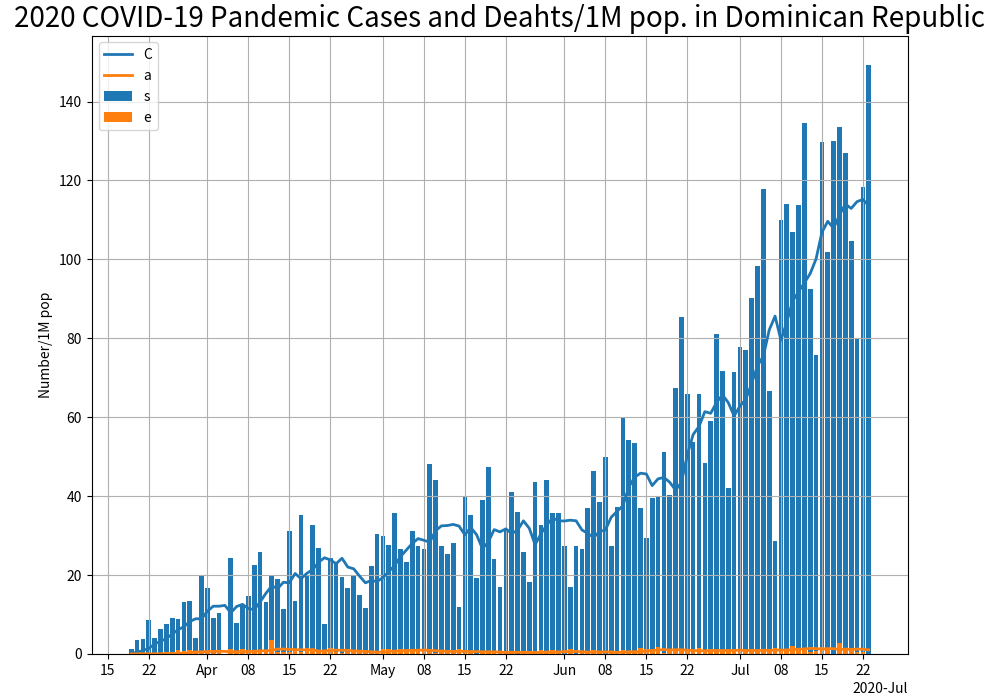 2020 COVID-19 Pandemic Cases and Deahts/1M pop. in Dominican Republic
C
a
s
e
Number/1M pop
140
120
100
80
60
40
20
0
15 22 Apr 08 15 22 May 08 15 22 Jun 08 15 22 Jul 08 15 22
2020-Jul